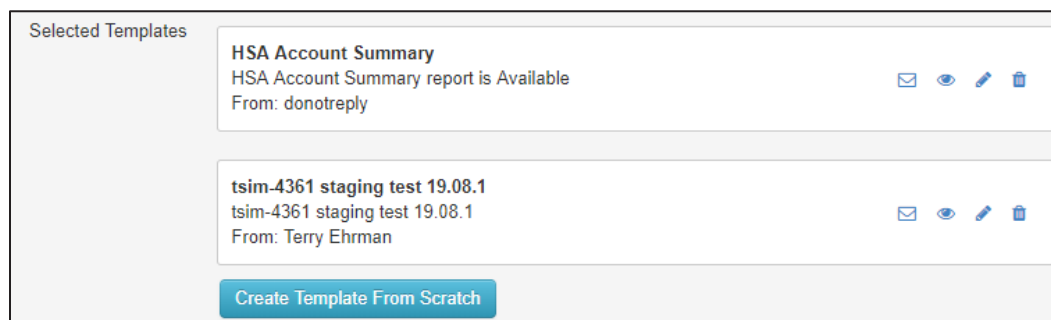 Selected Templates
HSA Account Summary
HSA Account Summary report is Available
From: donotreply
tsim-4361 staging test 19.08.1
tsim-4361 staging test 19.08.1
From: Terry Ehrman
Create Template From Scratch